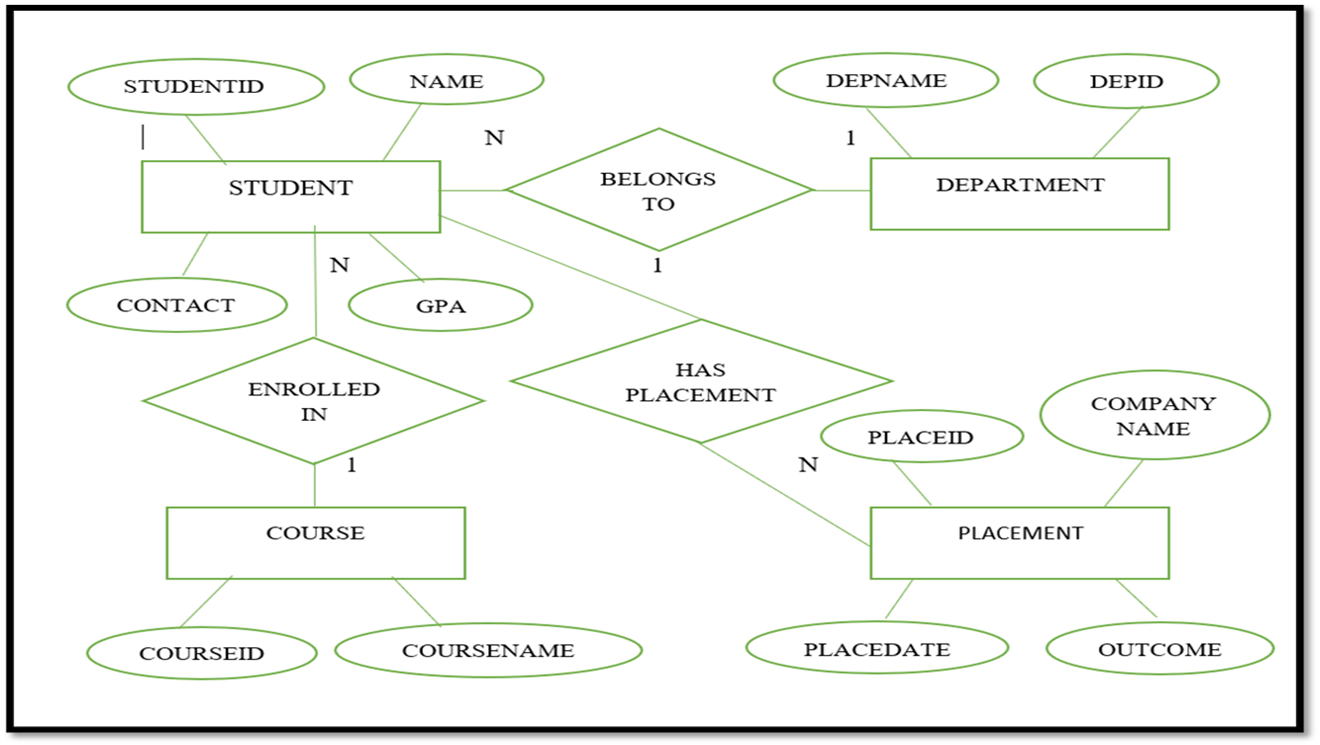 STUDENTID
NAME
DEPNAME
DEPID
N
1
STUDENT
BELONGS
TO
DEPARTMENT
N
1
CONTACT
GPA
ENROLLED
IN
HAS
PLACEMENT
COMPANY
NAME
PLACEID
1
N
COURSE
PLACEMENT
COURSEID
COURSENAME
PLACEDATE
OUTCOME